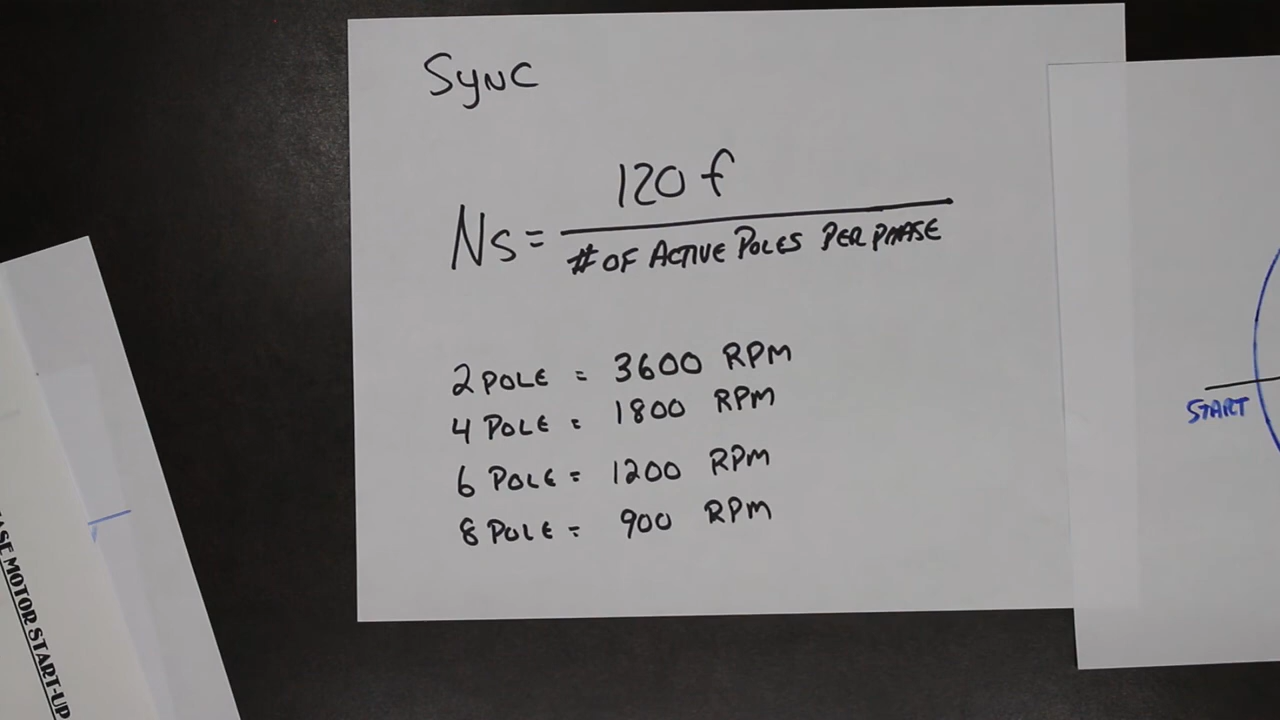 Sync
Ns = 120 f
# OF ACTIVE POLES PER PHASE
2 POLE = 3600 RPM
4 POLE = 1800 RPM
6 POLE = 1200 RPM
8 POLE = 900 RPM
START
MOTOR START-UP